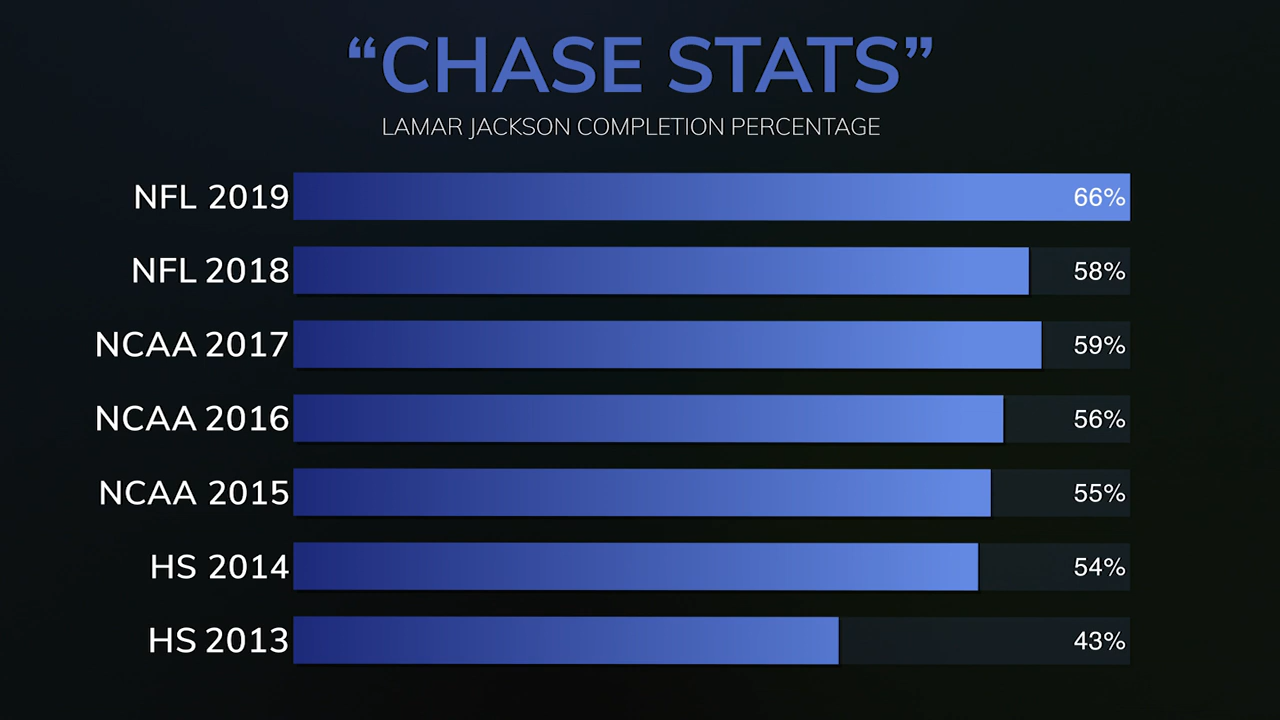 “CHASE STATS”
LAMAR JACKSON COMPLETION PERCENTAGE
NFL 2019 66%
NFL 2018 58%
NCAA 2017 59%
NCAA 2016 56%
NCAA 2015 55%
HS 2014 54%
HS 2013 43%